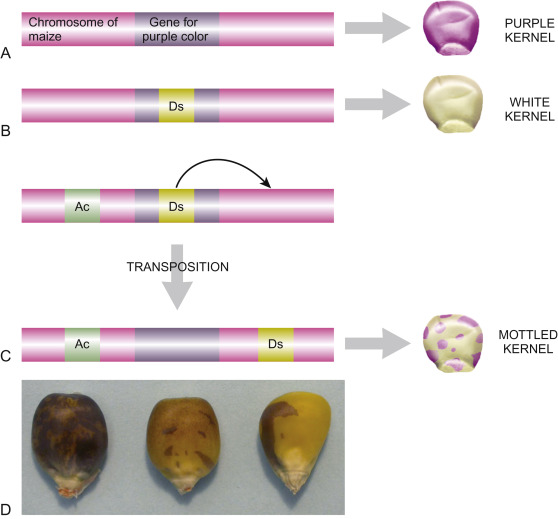 Chromosome of
maize
Gene for
purple color
PURPLE
KERNEL
A
Ds
WHITE
KERNEL
B
Ac
Ds
TRANSPOSITION
Ac
Ds
MOTTLED
KERNEL
C
D